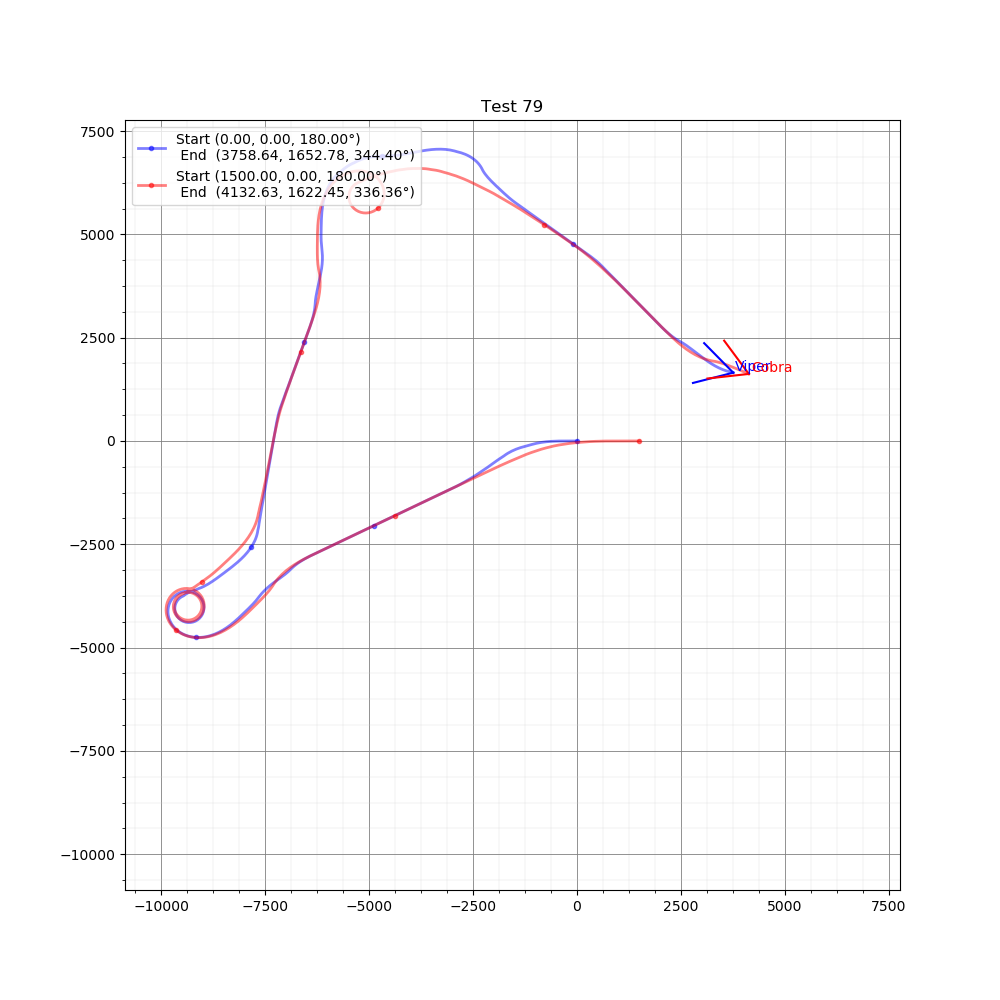 Test 79
Start (0.00, 0.00, 180.00°)
End (3758.64, 1652.78, 344.40°)
Start (1500.00, 0.00, 180.00°)
End (4132.63, 1622.45, 336.36°)
7500
5000
2500
0
−2500
−5000
−7500
−10000
Viper
Cobra
−10000 −7500 −5000 −2500 0 2500 5000 7500